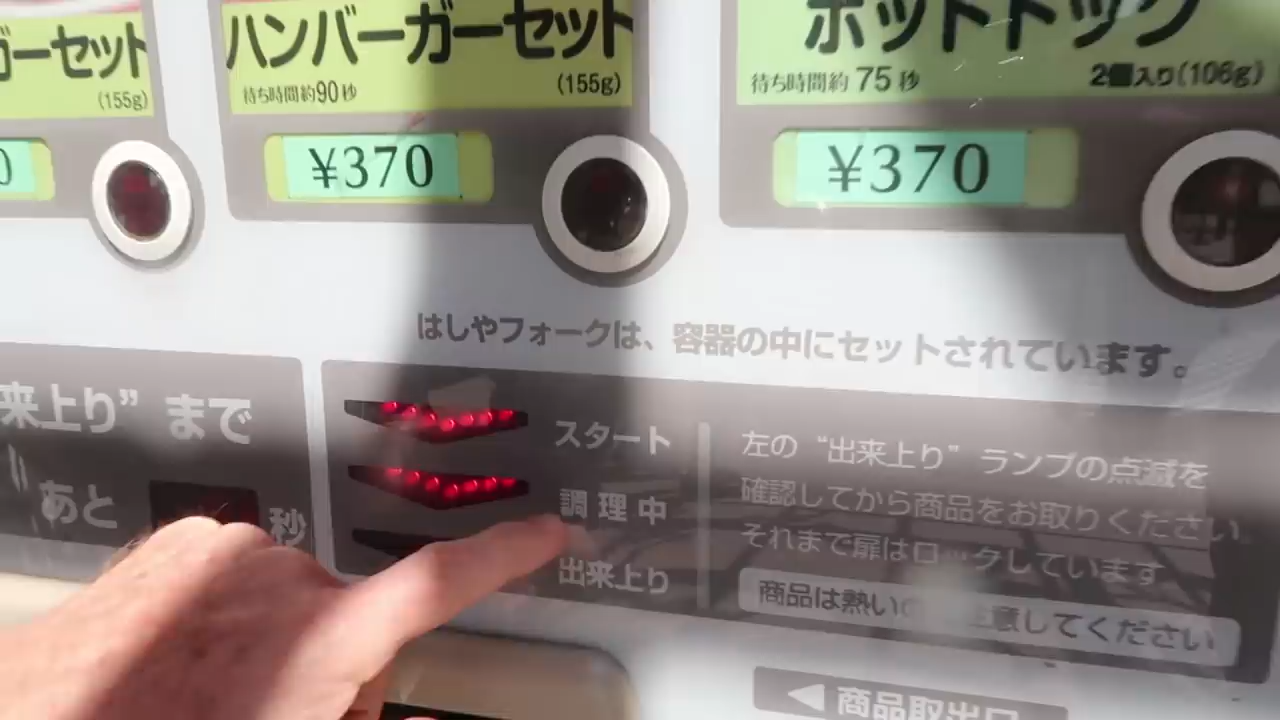 ガーセット
(155g)
0
ハンバーガーセット
待ち時間約90秒
(155g)
¥370
ホットドッグ
待ち時間約75秒
2個入り(106g)
¥370
はしやフォークは、容器の中にセットされています。
来上り” まで
あと
秒
スタート
調理中
出来上り
左の“出来上り”ランプの点滅を
確認してから商品をお取りください
それまで扉はロックしています
商品は熱い 注意してください
商品取出口